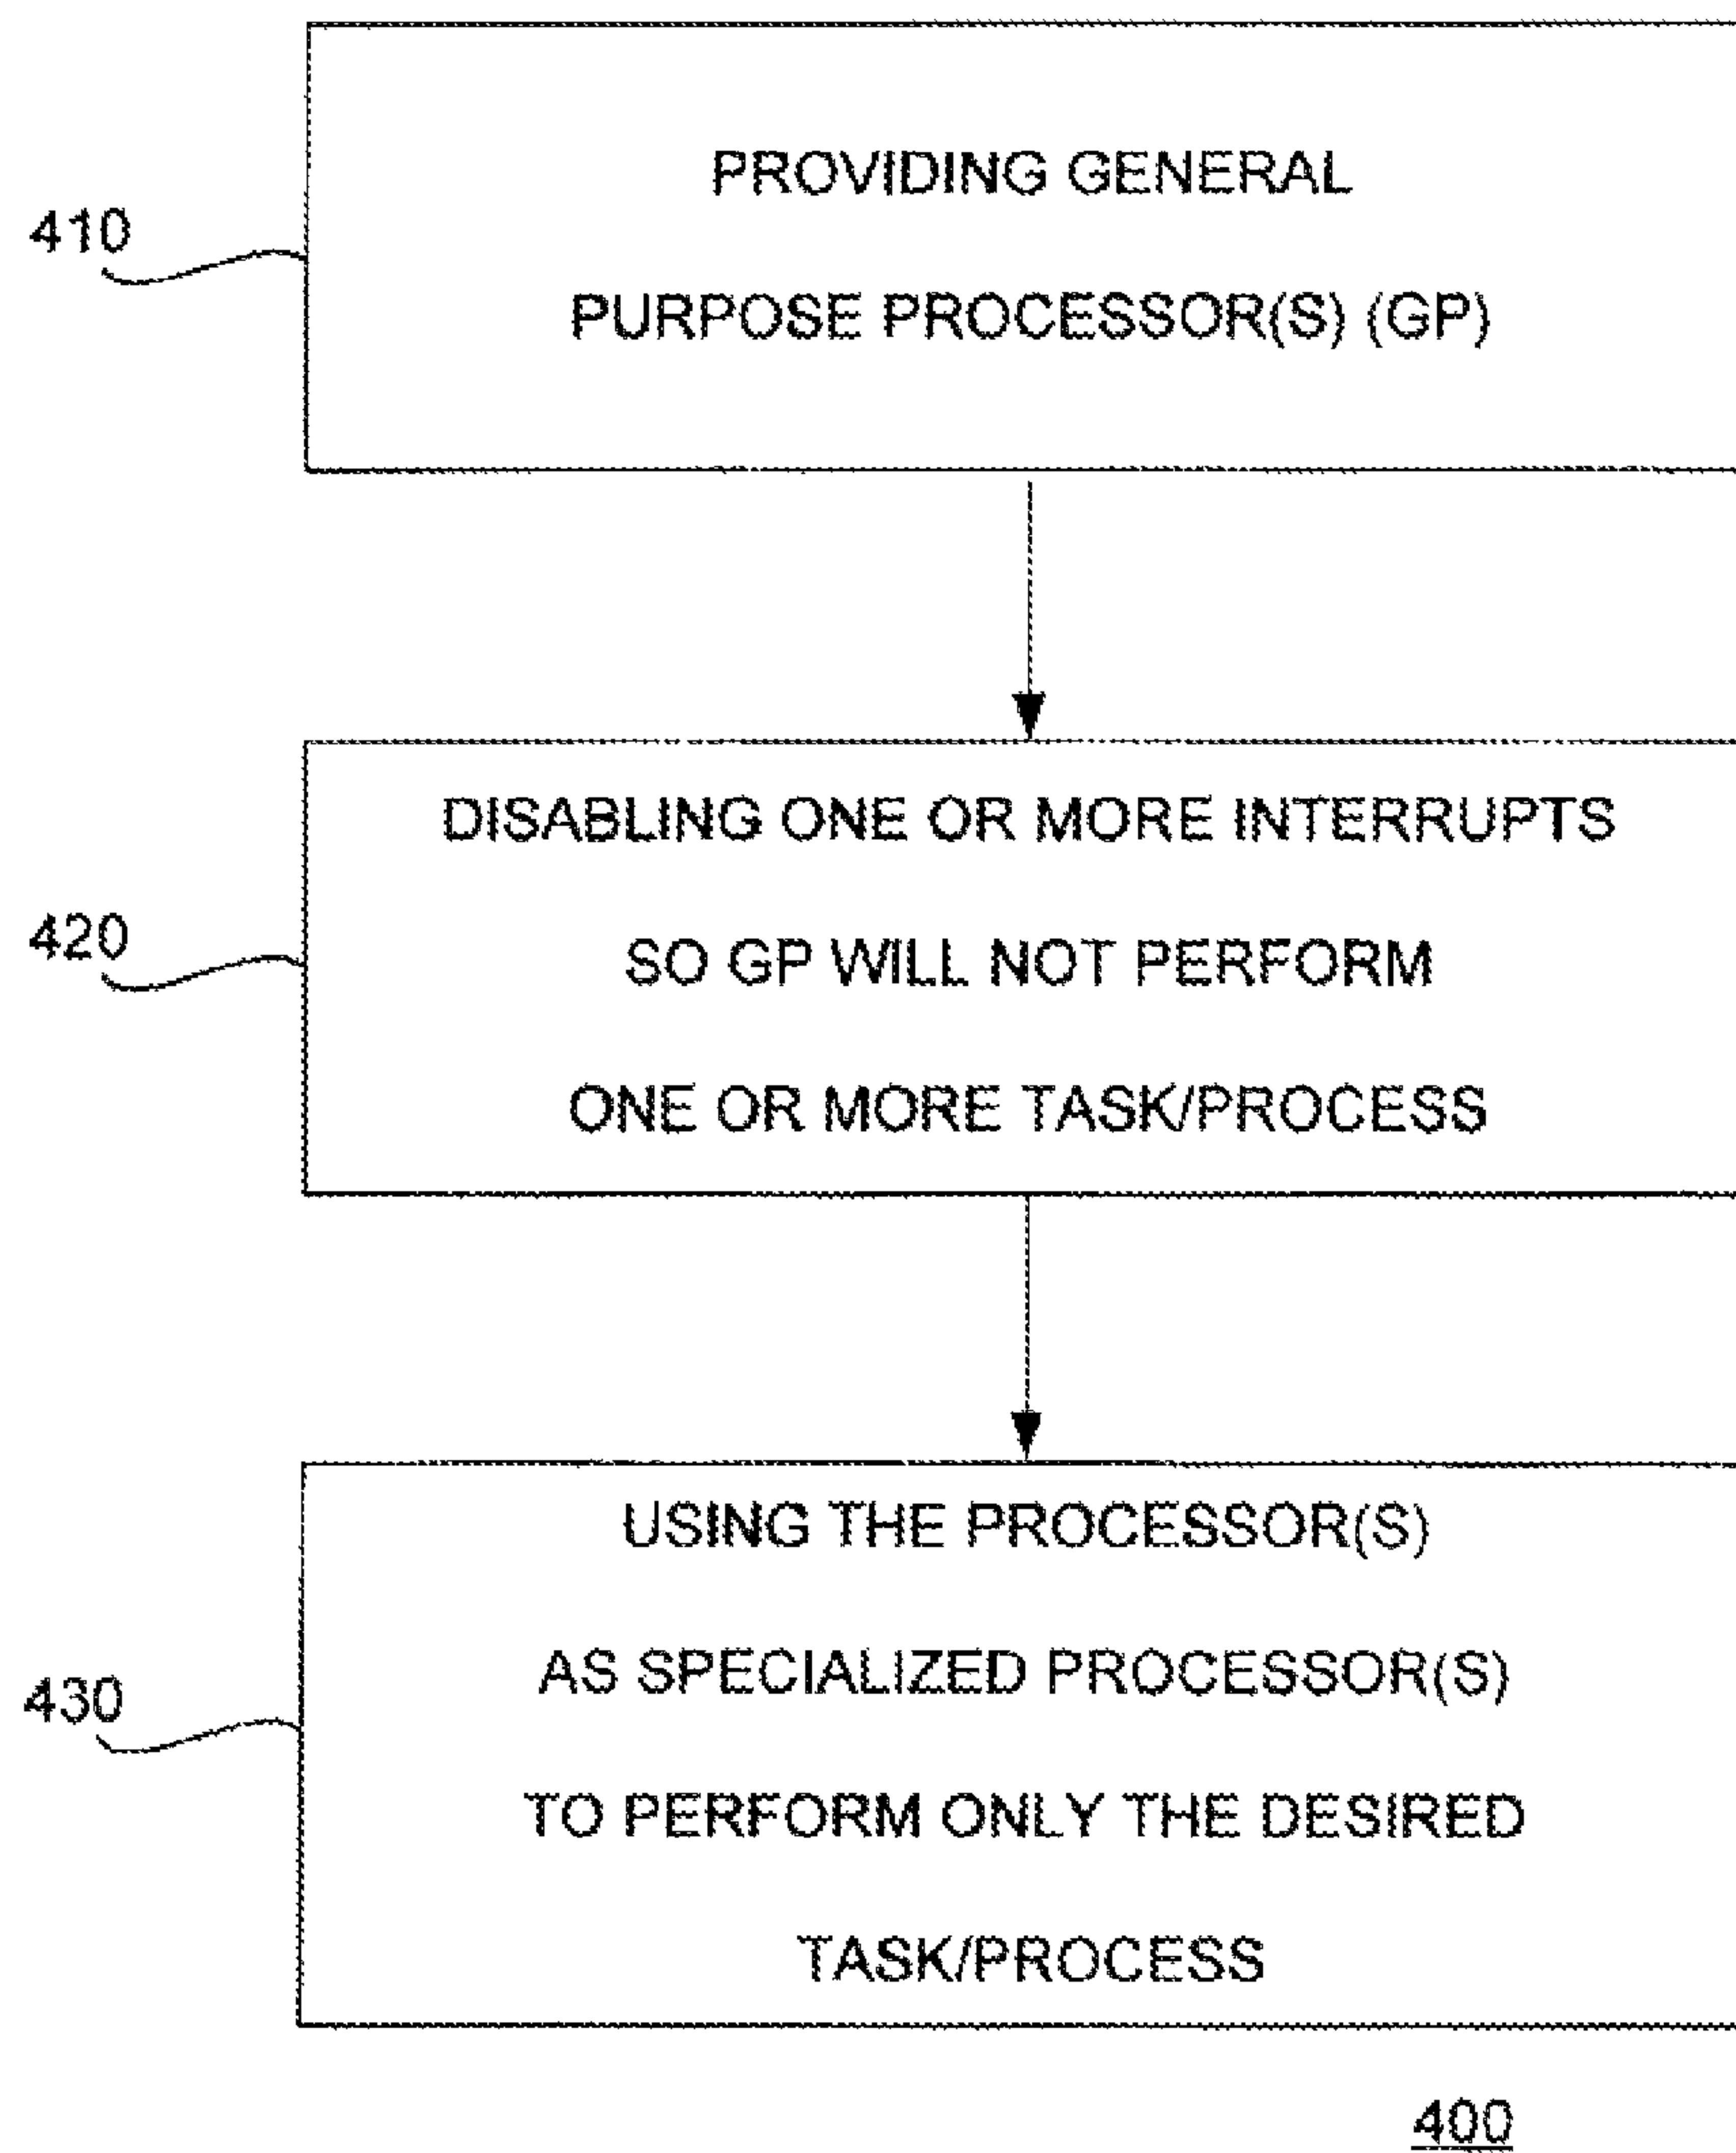 PROVIDING GENERAL
PURPOSE PROCESSOR(S) (GP)
410
DISABLING ONE OR MORE INTERRUPTS
SO GP WILL NOT PERFORM
ONE OR MORE TASK/PROCESS
420
USING THE PROCESSOR(S)
AS SPECIALIZED PROCESSOR(S)
TO PERFORM ONLY THE DESIRED
TASK/PROCESS
430
400